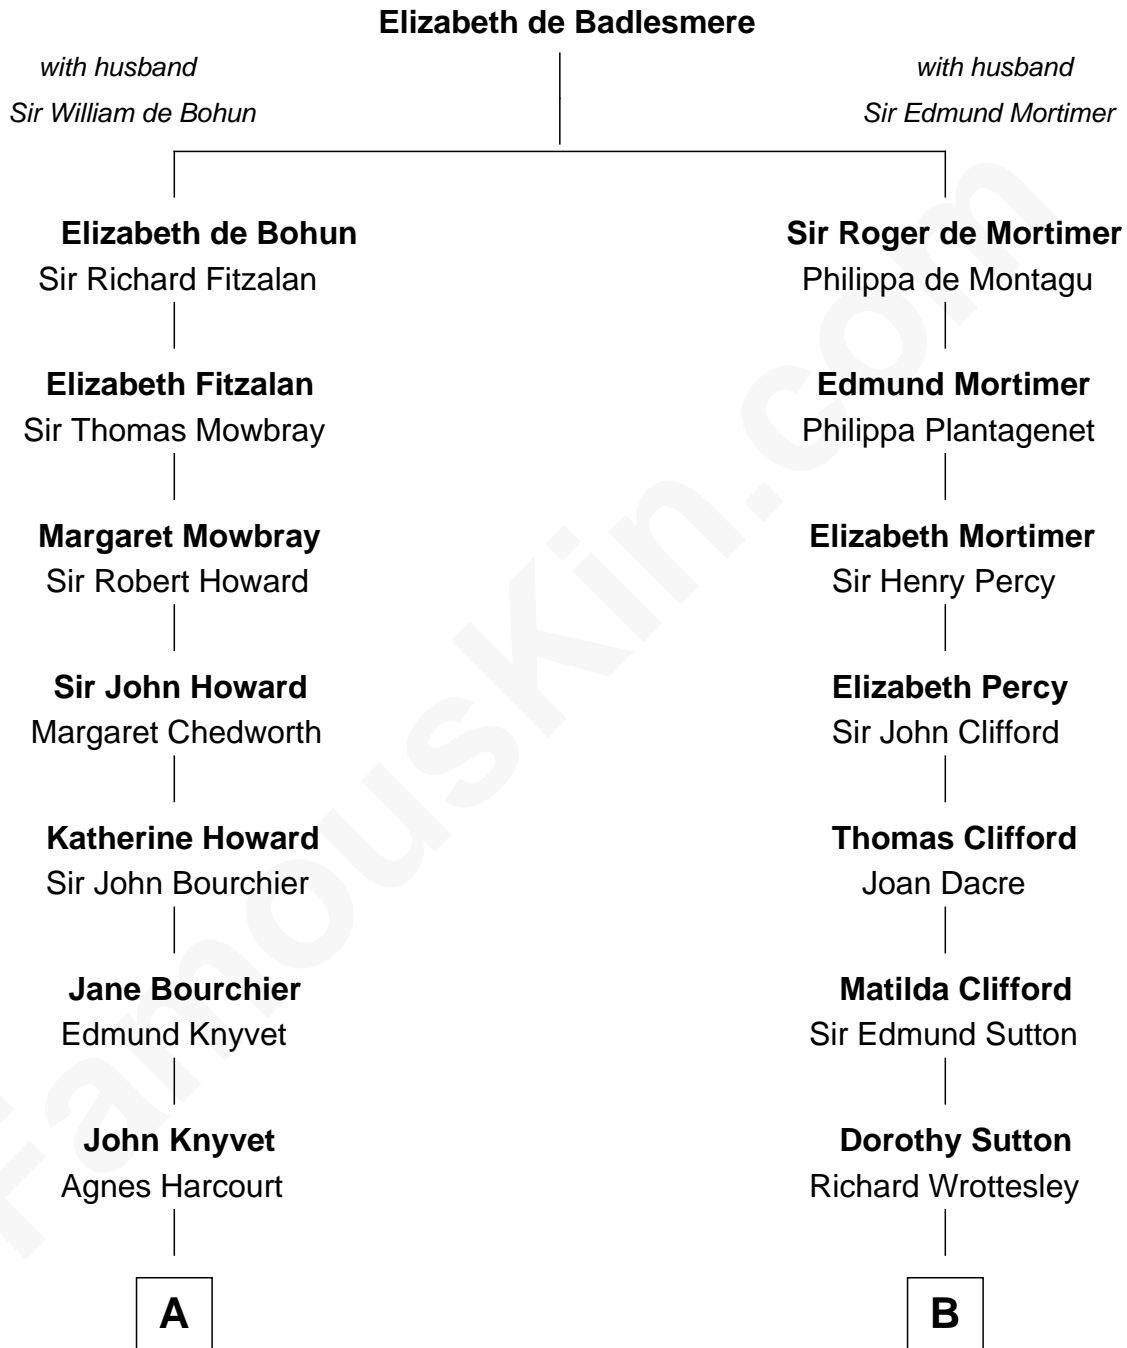 Elizabeth de Badlesmere
with husband
Sir William de Bohun
with husband
Sir Edmund Mortimer
Elizabeth de Bohun
Sir Richard Fitzalan
Sir Roger de Mortimer
Philippa de Montagu
Elizabeth Fitzalan
Sir Thomas Mowbray
Edmund Mortimer
Philippa Plantagenet
Margaret Mowbray
Sir Robert Howard
Elizabeth Mortimer
Sir Henry Percy
Sir John Howard
Margaret Chedworth
Elizabeth Percy
Sir John Clifford
Katherine Howard
Sir John Bourchier
Thomas Clifford
Joan Dacre
Jane Bourchier
Edmund Knyvet
Matilda Clifford
Sir Edmund Sutton
John Knyvet
Agnes Harcourt
Dorothy Sutton
Richard Wrottesley
A
B
FamousKin.com